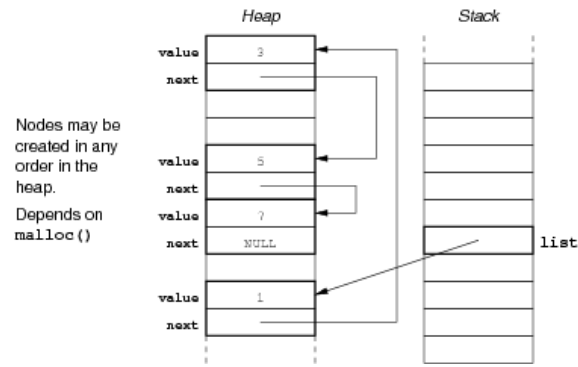 Heap
Stack
value 3
next
Nodes may be
created in any
order in the
heap.
Depends on
malloc()
value 5
next
value 7
next NULL
list
value 1
next